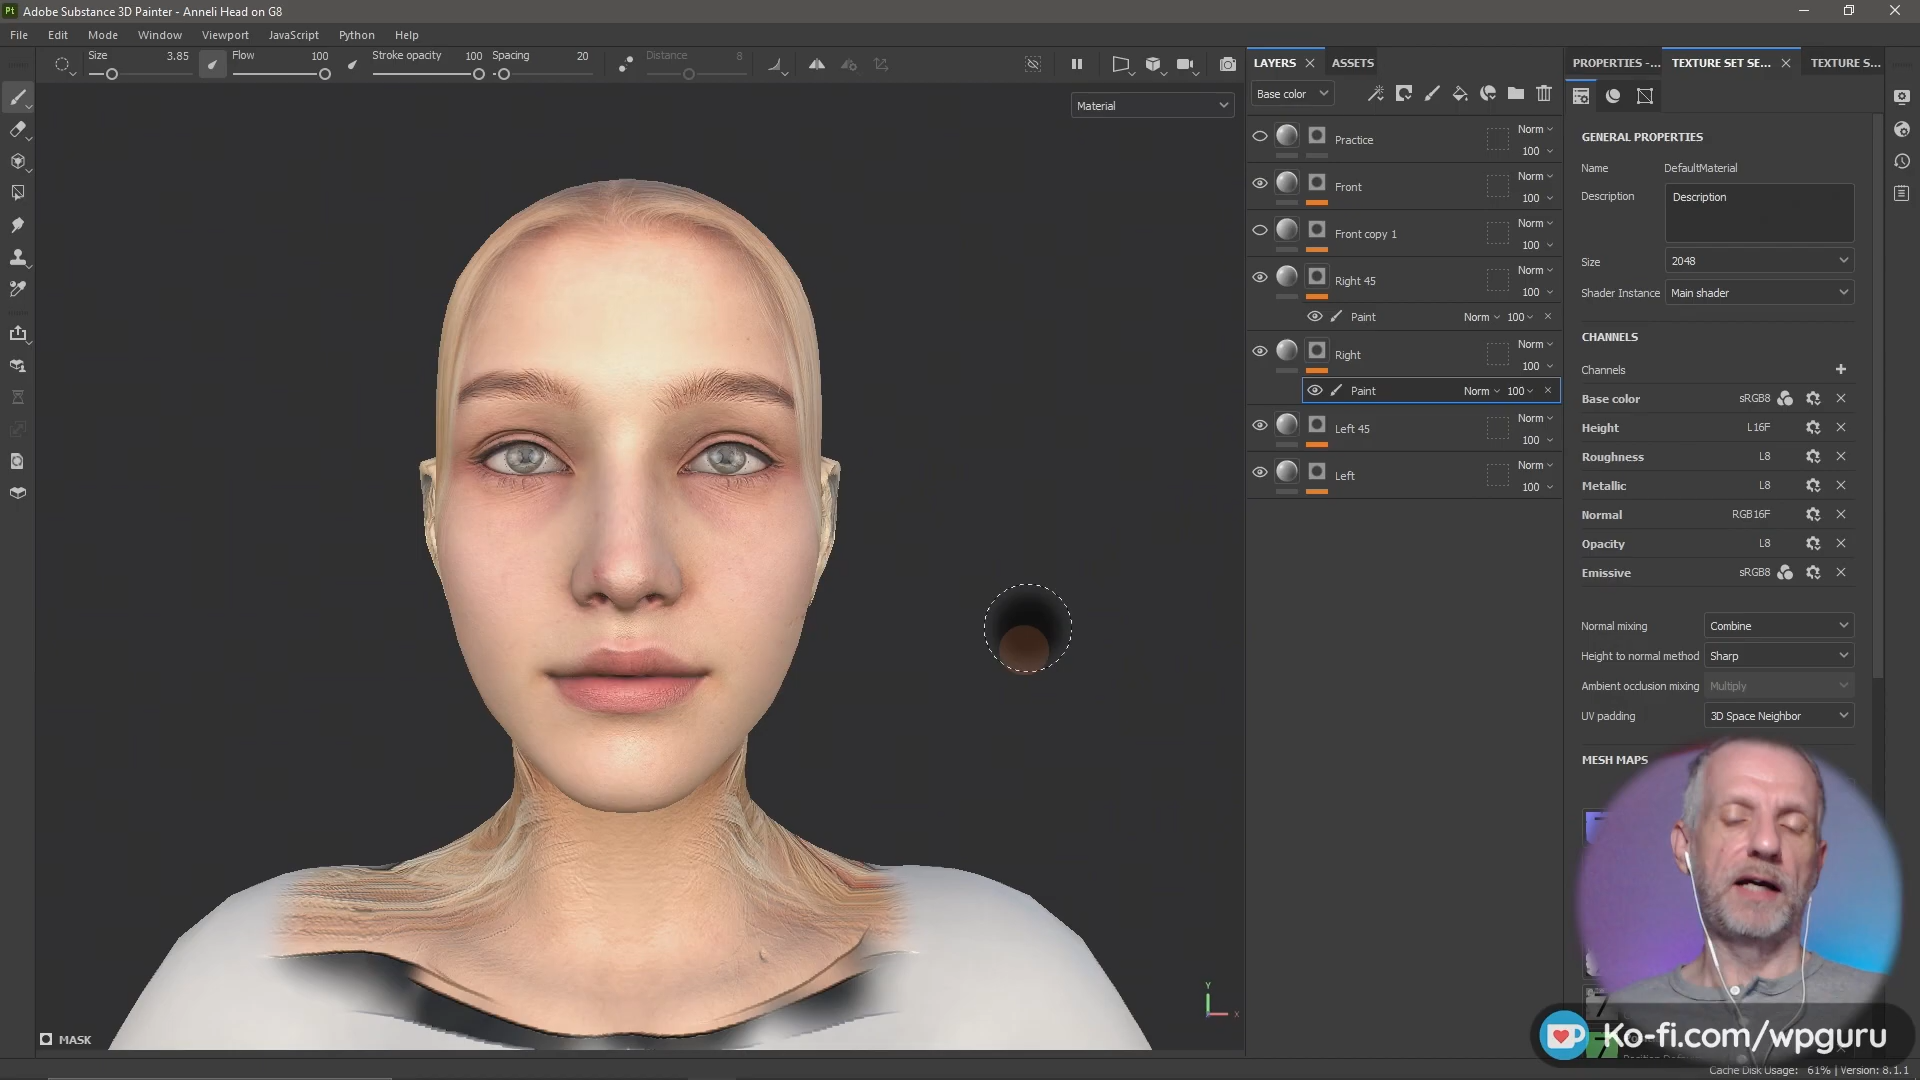 Pt Adobe Substance 3D Painter - Anneli Head on G8
File Edit Mode Window Viewport JavaScript Python Help
Size 3.85 Flow 100 Stroke opacity 100 Spacing 20 Distance 8
Material
LAYERS ASSETS
Base color
Practice Norm 100
Front Norm 100
Front copy 1 Norm 100
Right 45 Norm 100
Paint Norm 100
Right Norm 100
Paint Norm 100
Left 45 Norm 100
Left Norm 100
PROPERTIES -... TEXTURE SET SE... TEXTURE S...
GENERAL PROPERTIES
Name DefaultMaterial
Description Description
Size 2048
Shader Instance Main shader
CHANNELS
Channels
Base color sRGB8
Height L16F
Roughness L8
Metallic L8
Normal RGB16F
Opacity L8
Emissive sRGB8
Normal mixing Combine
Height to normal method Sharp
Ambient occlusion mixing Multiply
UV padding 3D Space Neighbor
MESH MAPS
Y
X
MASK
Ko-fi.com/wpguru
Cache Disk Usage: 61% | Version: 8.1.1